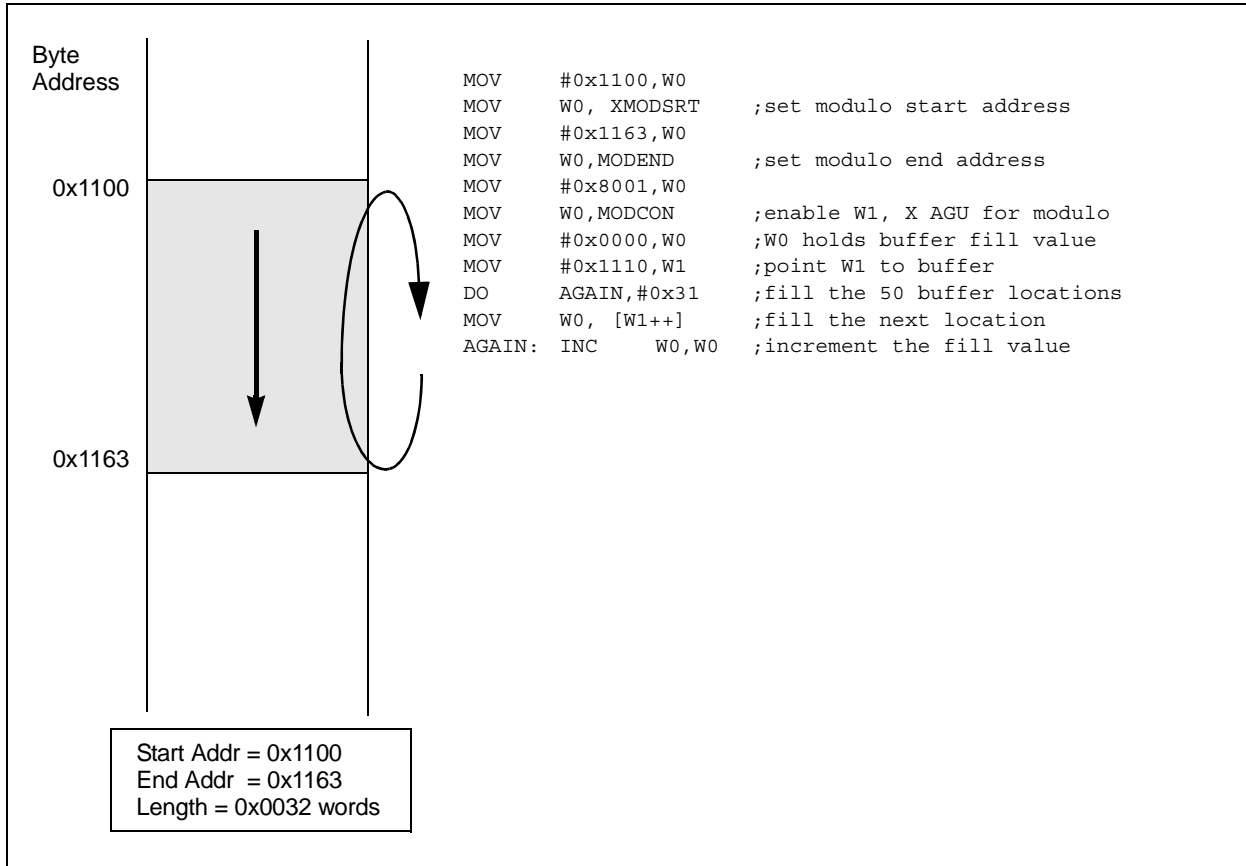 Byte
Address
0x1100
0x1163
MOV #0x1100,W0
MOV W0, XMODSRT ;set modulo start address
MOV #0x1163,W0
MOV W0,MODEND ;set modulo end address
MOV #0x8001,W0
MOV W0,MODCON ;enable W1, X AGU for modulo
MOV #0x0000,W0 ;W0 holds buffer fill value
MOV #0x1110,W1 ;point W1 to buffer
DO AGAIN,#0x31 ;fill the 50 buffer locations
MOV W0, [W1++] ;fill the next location
AGAIN: INC W0,W0 ;increment the fill value
Start Addr = 0x1100
End Addr = 0x1163
Length = 0x0032 words